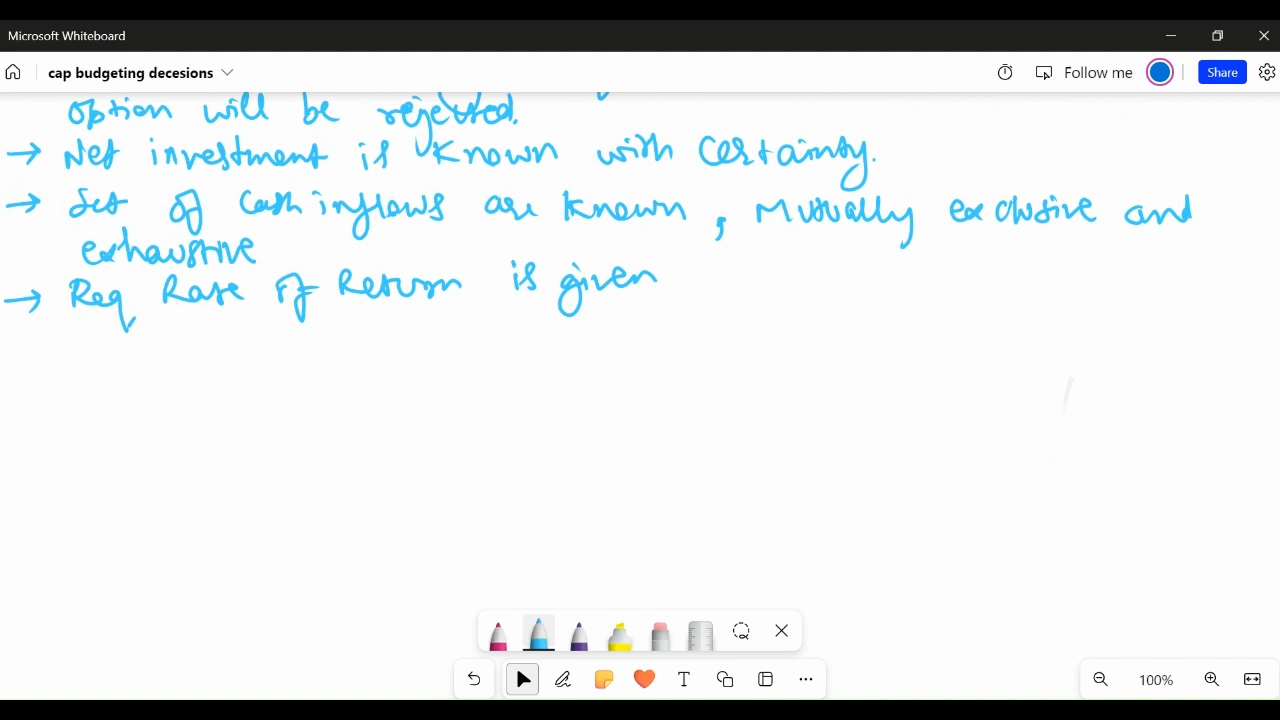 Microsoft Whiteboard
cap budgeting decesions
Follow me
Share
option will be rejected.
→ Net investment is known with certainty.
→ Set of cash inflows are known, Mutually exclusive and
exhaustive
→ Req Rate of Return is given
T
100%